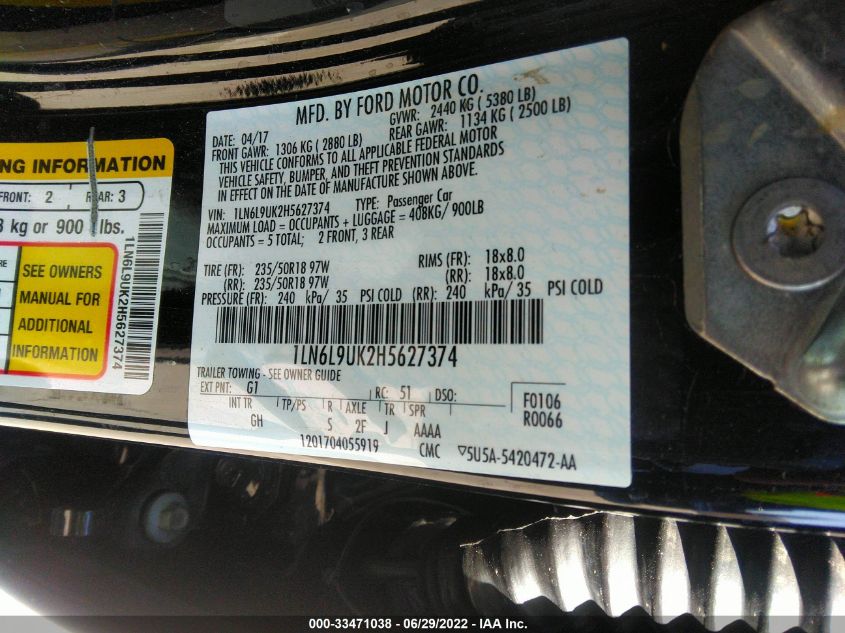 NG INFORMATION
FRONT: 2
REAR: 3
kg or 900 lbs.
SEE OWNERS
MANUAL FOR
ADDITIONAL
INFORMATION
1LN6L9UK2H5627374
MFD. BY FORD MOTOR CO.
DATE: 04/17
GVWR: 2440 KG ( 5380 LB)
FRONT GAWR: 1306 KG ( 2880 LB)
REAR GAWR: 1134 KG ( 2500 LB)
THIS VEHICLE CONFORMS TO ALL APPLICABLE FEDERAL MOTOR
VEHICLE SAFETY, BUMPER, AND THEFT PREVENTION STANDARDS
IN EFFECT ON THE DATE OF MANUFACTURE SHOWN ABOVE.
VIN: 1LN6L9UK2H5627374 TYPE: Passenger Car
MAXIMUM LOAD = OCCUPANTS + LUGGAGE = 408KG/ 900LB
OCCUPANTS = 5 TOTAL; 2 FRONT, 3 REAR
TIRE (FR): 235/50R18 97W RIMS (FR): 18x8.0
(RR): 235/50R18 97W (RR): 18x8.0
PRESSURE (FR): 240 kPa/ 35 PSI COLD (RR): 240 kPa/ 35 PSI COLD
1LN6L9UK2H5627374
TRAILER TOWING - SEE OWNER GUIDE
EXT PNT: G1 RC: 51 DSO: F0106
INT TR TP/PS R AXLE TR SPR R0066
GH S 2F J AAAA
1201704055919 CMC ▽5U5A-5420472-AA
000-33471038 - 06/29/2022 - IAA Inc.